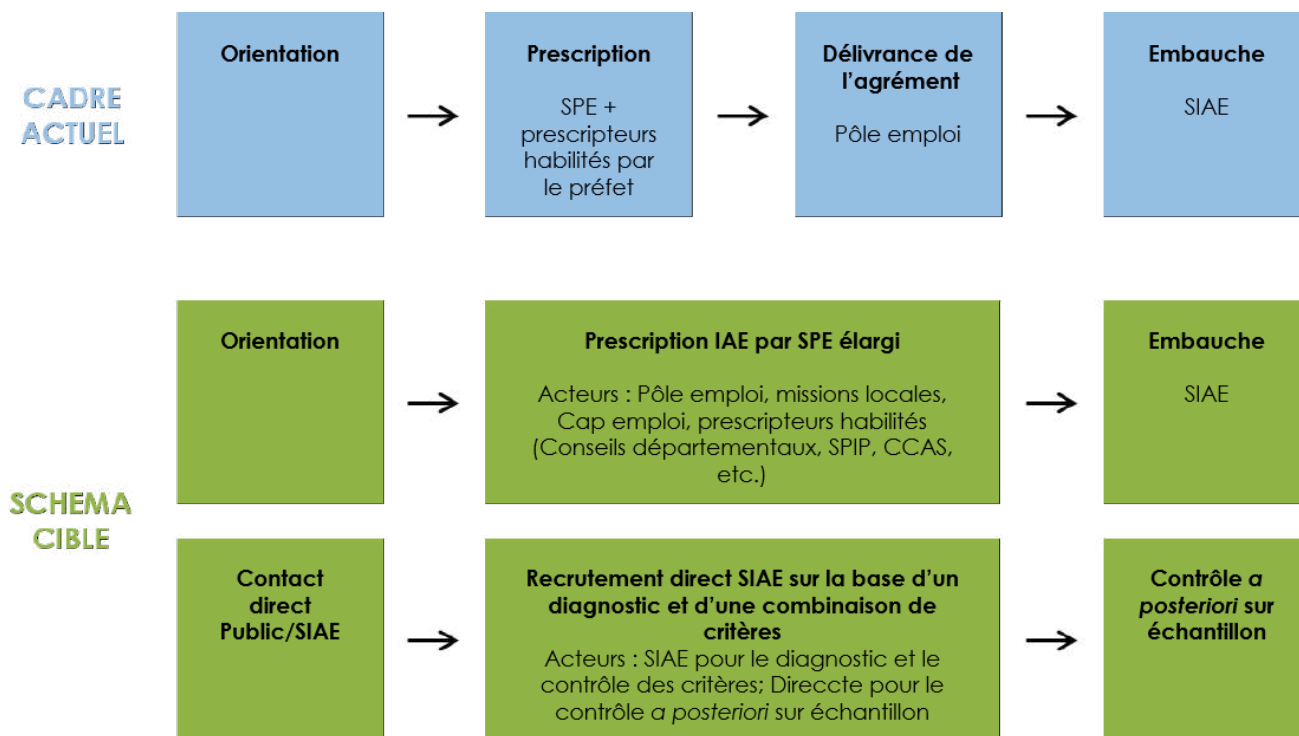 CADRE
ACTUEL
Orientation
Prescription
SPE +
prescripteurs
habilités par
le préfet
Délivrance de
l'agrément
Pôle emploi
Embauche
SIAE
SCHEMA
CIBLE
Orientation
Prescription IAE par SPE élargi
Acteurs : Pôle emploi, missions locales,
Cap emploi, prescripteurs habilités
(Conseils départementaux, SPIP, CCAS,
etc.)
Embauche
SIAE
Contact
direct
Public/SIAE
Recrutement direct SIAE sur la base d'un
diagnostic et d'une combinaison de
critères
Acteurs : SIAE pour le diagnostic et le
contrôle des critères; Direccte pour le
contrôle a posteriori sur échantillon
Contrôle a
posteriori sur
échantillon